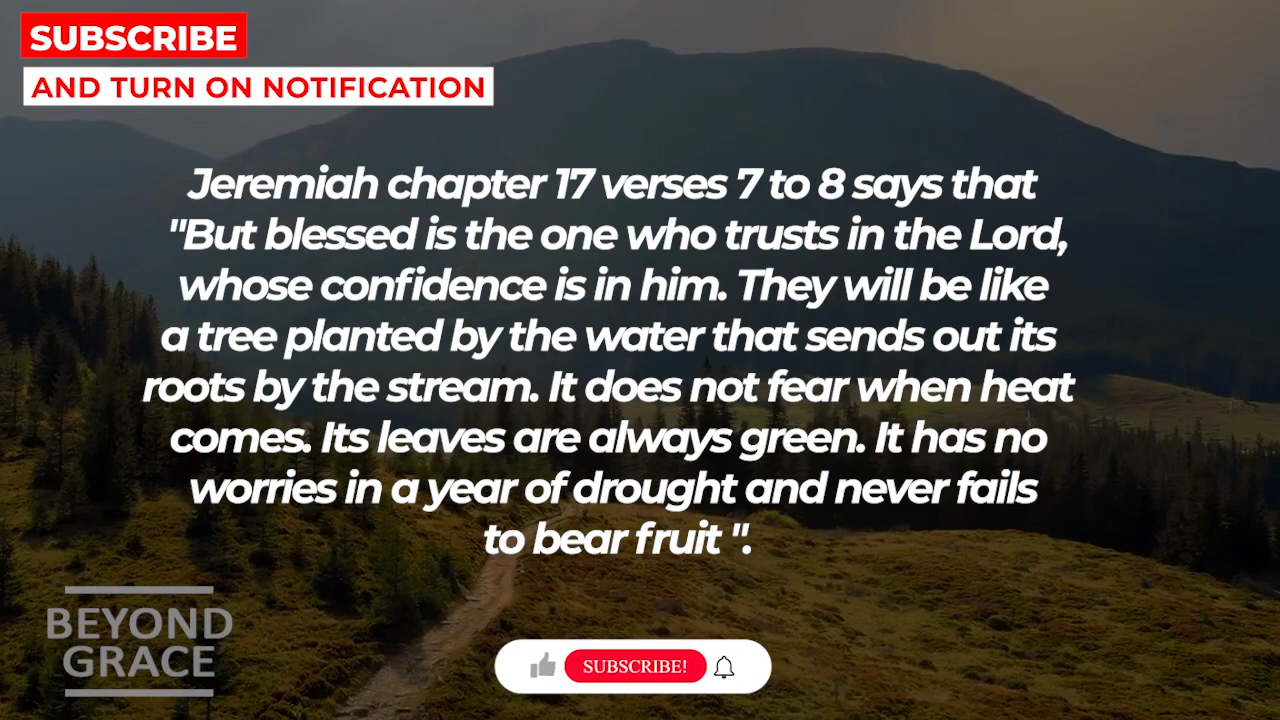 SUBSCRIBE
AND TURN ON NOTIFICATION
Jeremiah chapter 17 verses 7 to 8 says that
"But blessed is the one who trusts in the Lord,
whose confidence is in him. They will be like
a tree planted by the water that sends out its
roots by the stream. It does not fear when heat
comes. Its leaves are always green. It has no
worries in a year of drought and never fails
to bear fruit ".
BEYOND
GRACE
SUBSCRIBE!